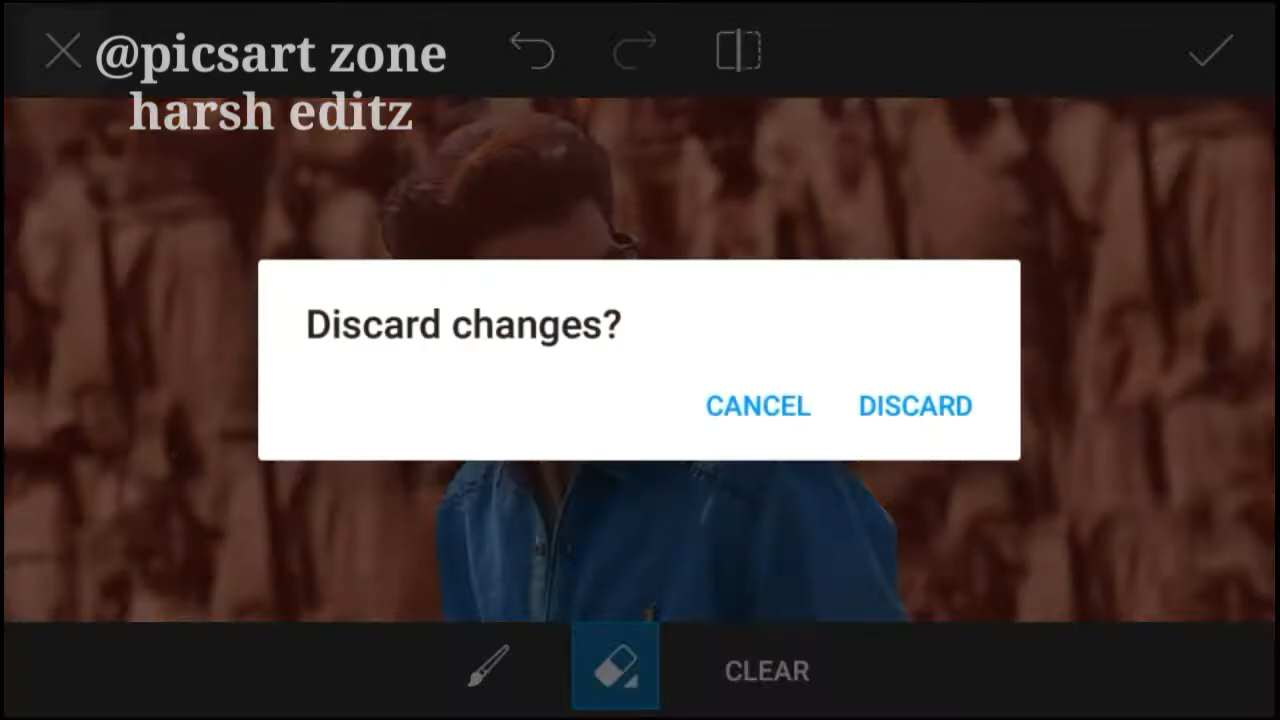 @picsart zone
harsh editz
Discard changes?
CANCEL DISCARD
CLEAR